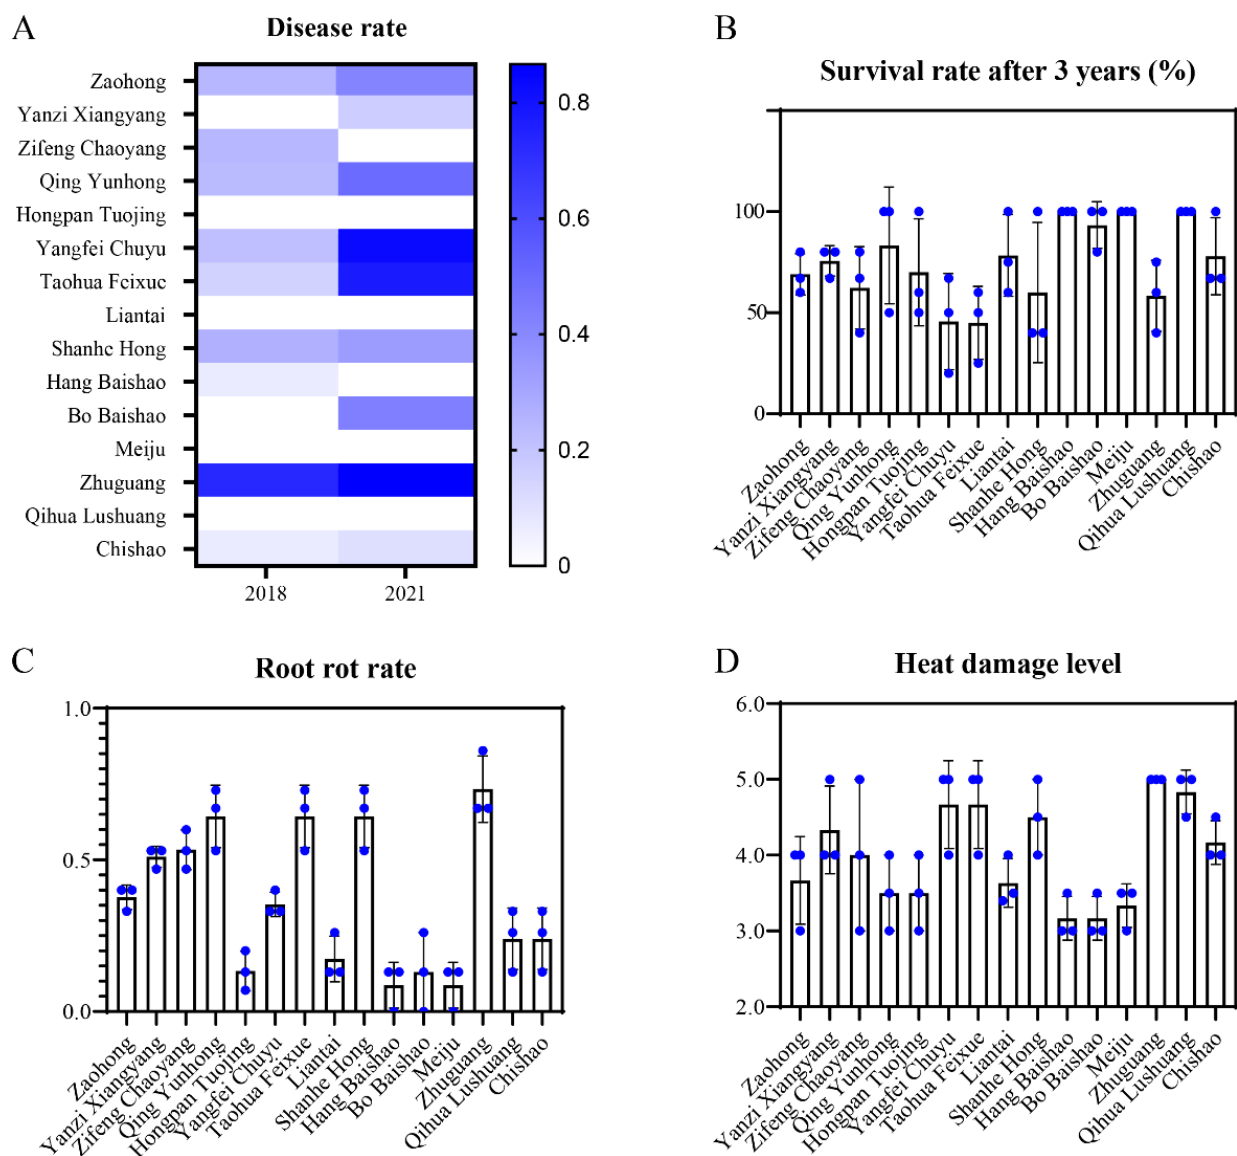 A
Disease rate
Zaohong
Yanzi Xiangyang
Zifeng Chaoyang
Qing Yunhong
Hongpan Tuojing
Yangfei Chuyu
Taohua Feixue
Liantai
Shanhe Hong
Hang Baishao
Bo Baishao
Meiju
Zhuguang
Qihua Lushuang
Chishao
2018
2021
0.8
0.6
0.4
0.2
0
B
Survival rate after 3 years (%)
100
50
0
Zaohong
Yanzi Xiangyang
Zifeng Chaoyang
Qing Yunhong
Hongpan Tuojing
Yangfei Chuyu
Taohua Feixue
Liantai
Shanhe Hong
Hang Baishao
Bo Baishao
Meiju
Zhuguang
Qihua Lushuang
Chishao
C
Root rot rate
1.0
0.5
0.0
Zaohong
Yanzi Xiangyang
Zifeng Chaoyang
Qing Yunhong
Hongpan Tuojing
Yangfei Chuyu
Taohua Feixue
Liantai
Shanhe Hong
Hang Baishao
Bo Baishao
Meiju
Zhuguang
Qihua Lushuang
Chishao
D
Heat damage level
6.0
5.0
4.0
3.0
2.0
Zaohong
Yanzi Xiangyang
Zifeng Chaoyang
Qing Yunhong
Hongpan Tuojing
Yangfei Chuyu
Taohua Feixue
Liantai
Shanhe Hong
Hang Baishao
Bo Baishao
Meiju
Zhuguang
Qihua Lushuang
Chishao